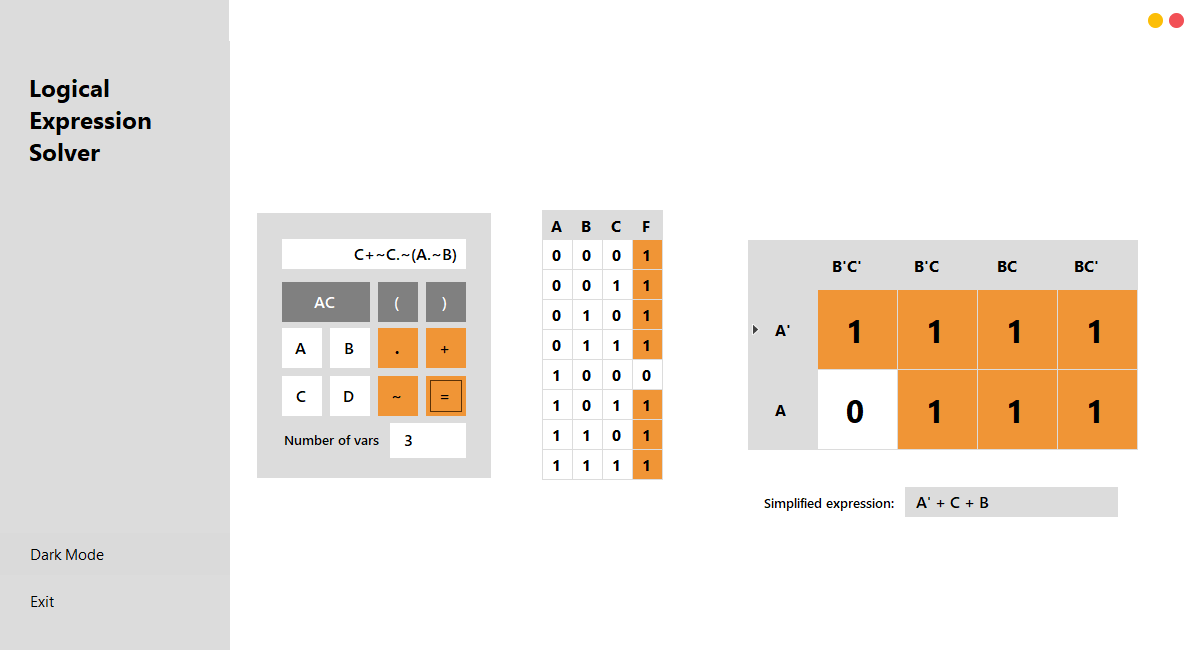 Logical
Expression
Solver
Dark Mode
Exit
C+~C.~(A.~B)
AC ( )
A B . +
C D ~ =
Number of vars 3
A B C F
0 0 0 1
0 0 1 1
0 1 0 1
0 1 1 1
1 0 0 0
1 0 1 1
1 1 0 1
1 1 1 1
B'C' B'C BC BC'
A' 1 1 1 1
A 0 1 1 1
Simplified expression: A' + C + B